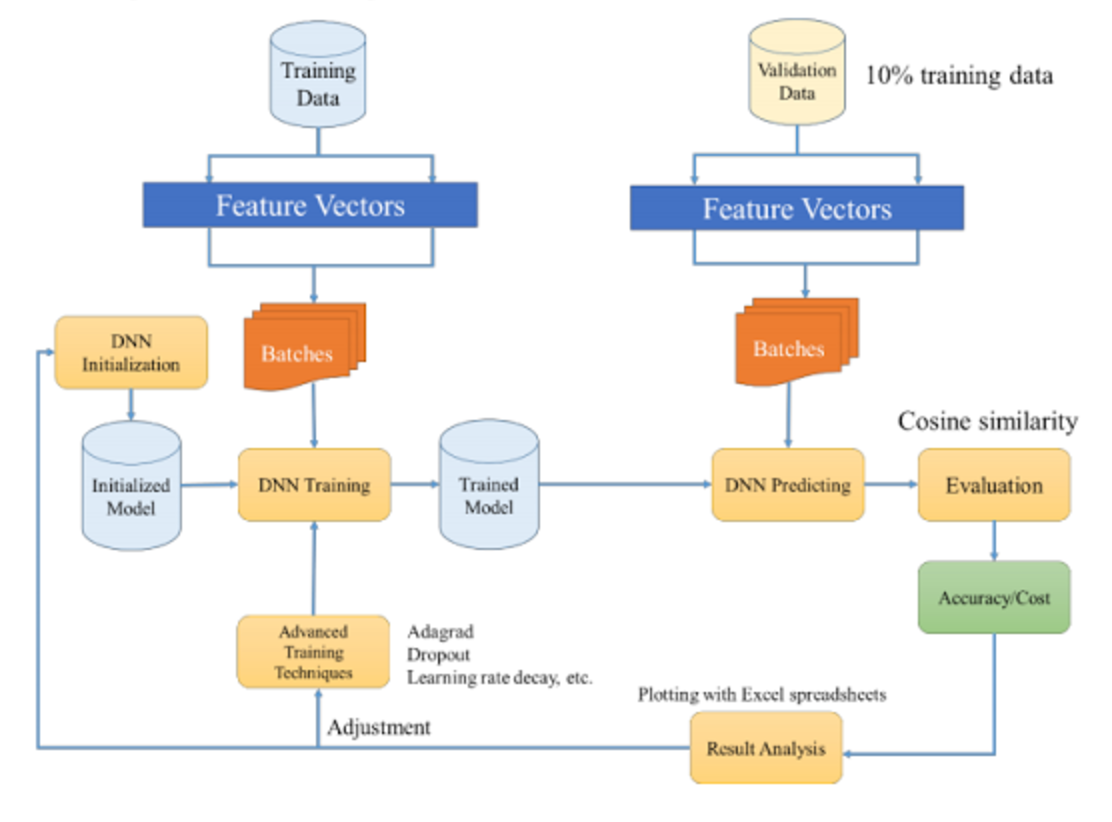 Training
Data
Validation
Data
10% training data
Feature Vectors
Feature Vectors
DNN
Initialization
Batches
Batches
Cosine similarity
Initialized
Model
DNN Training
Trained
Model
DNN Predicting
Evaluation
Accuracy/Cost
Advanced
Training
Techniques
Adagrad
Dropout
Learning rate decay, etc.
Plotting with Excel spreadsheets
Adjustment
Result Analysis